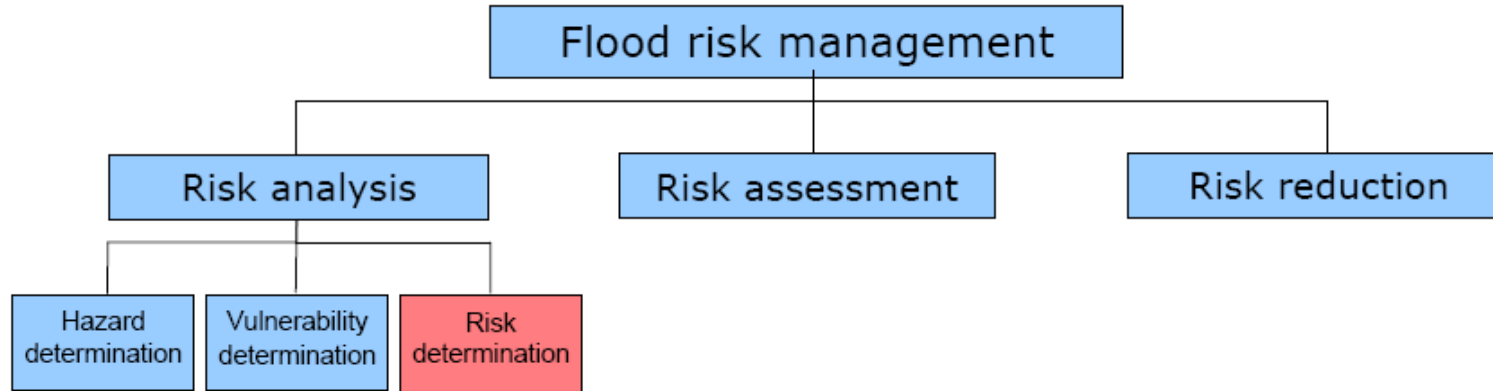 Flood risk management
Risk analysis
Risk assessment
Risk reduction
Hazard
determination
Vulnerability
determination
Risk
determination